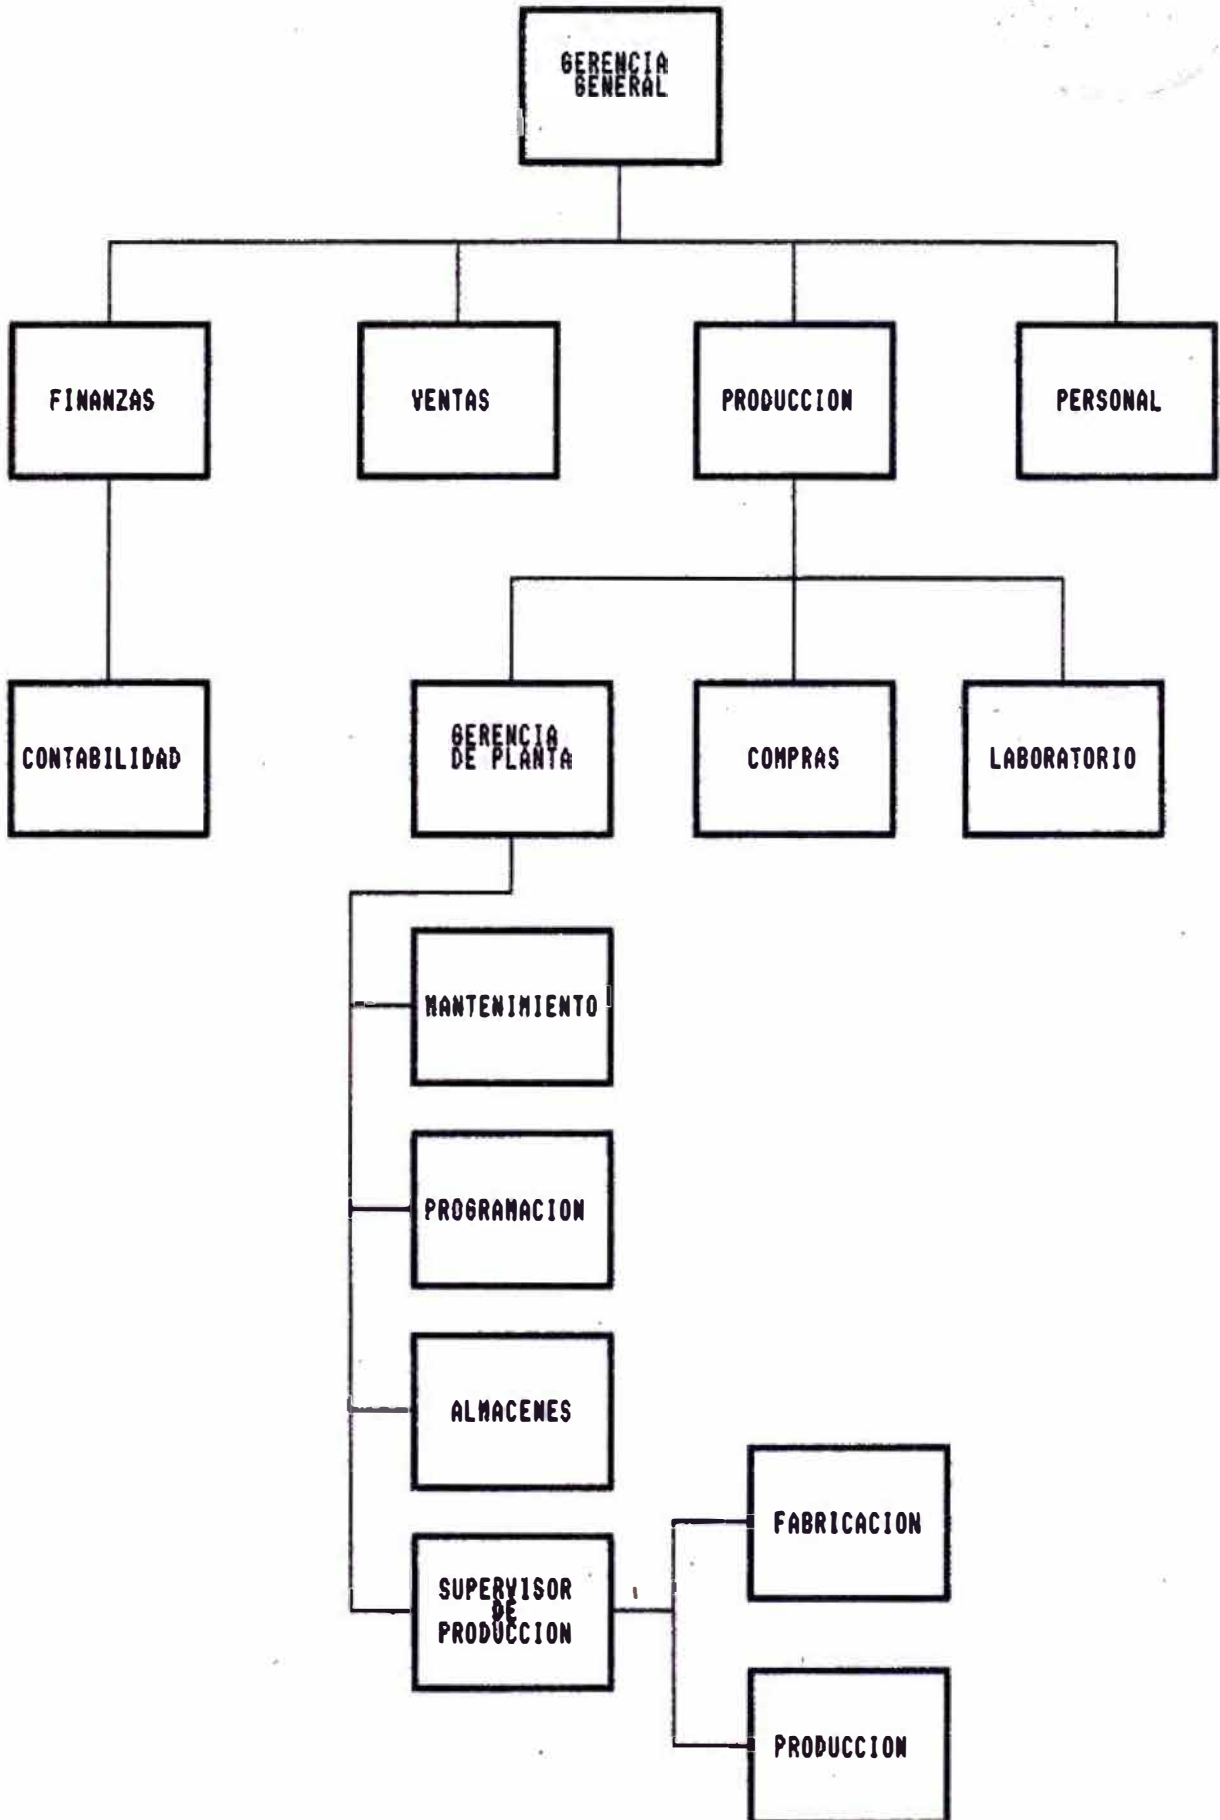 GERENCIA
GENERAL
FINANZAS
VENTAS
PRODUCCION
PERSONAL
CONTABILIDAD
GERENCIA
DE PLANTA
COMPRAS
LABORATORIO
MANTENIMIENTO
PROGRAMACION
ALMACENES
FABRICACION
SUPERVISOR
DE
PRODUCCION
PRODUCCION